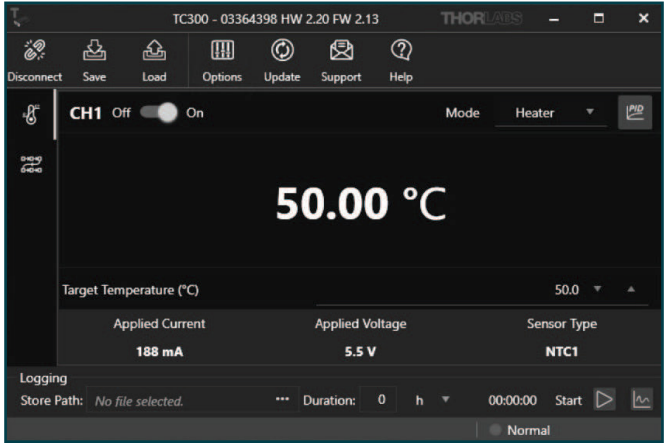 TC300 - 03364398 HW 2.20 FW 2.13
THORLABS
Disconnect Save Load Options Update Support Help
CH1 Off On Mode Heater PID
50.00 °C
Target Temperature (°C) 50.0
Applied Current Applied Voltage Sensor Type
188 mA 5.5 V NTC1
Logging
Store Path: No file selected. ... Duration: 0 h 00:00:00 Start
Normal